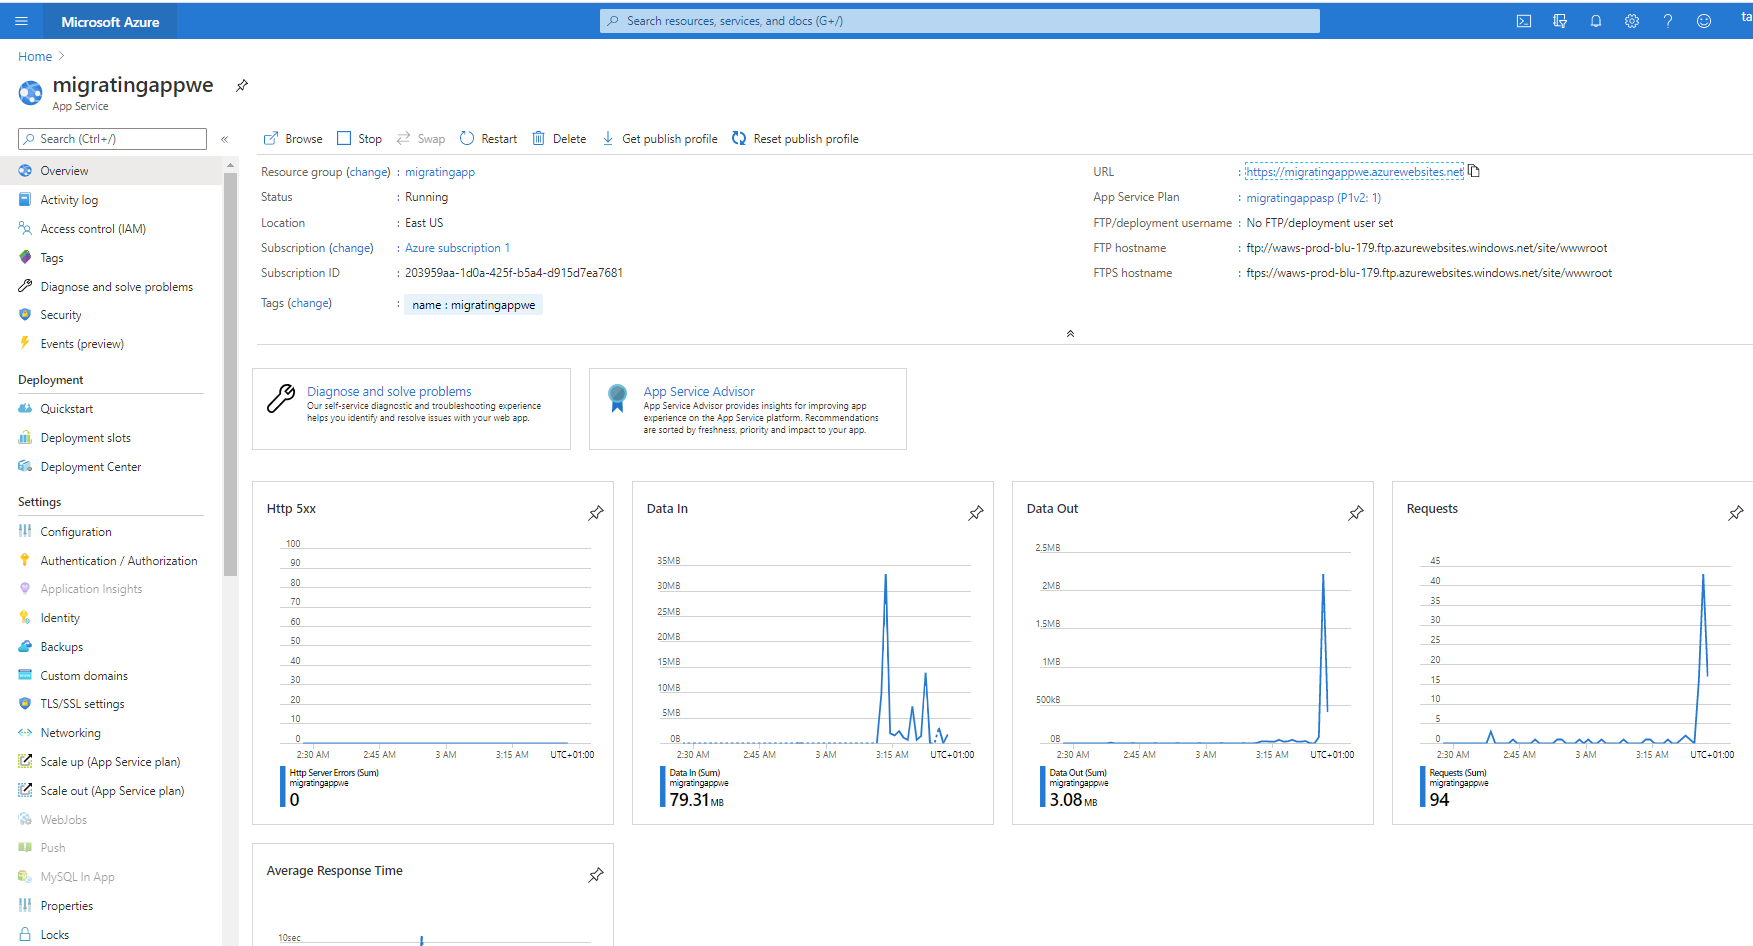 Microsoft Azure
Search resources, services, and docs (G+/)
ta
Home
migratingappwe
App Service
Search (Ctrl+/)
«
Overview
Activity log
Access control (IAM)
Tags
Diagnose and solve problems
Security
Events (preview)
Deployment
Quickstart
Deployment slots
Deployment Center
Settings
Configuration
Authentication / Authorization
Application Insights
Identity
Backups
Custom domains
TLS/SSL settings
Networking
Scale up (App Service plan)
Scale out (App Service plan)
WebJobs
Push
MySQL In App
Properties
Locks
Browse Stop Swap Restart Delete Get publish profile Reset publish profile
Resource group (change) : migratingapp
Status : Running
Location : East US
Subscription (change) : Azure subscription 1
Subscription ID : 203959aa-1d0a-425f-b5a4-d915d7ea7681
Tags (change) : name : migratingappwe
URL : https://migratingappwe.azurewebsites.net
App Service Plan : migratingappasp (P1v2: 1)
FTP/deployment username : No FTP/deployment user set
FTP hostname : ftp://waws-prod-blu-179.ftp.azurewebsites.windows.net/site/wwwroot
FTPS hostname : ftps://waws-prod-blu-179.ftp.azurewebsites.windows.net/site/wwwroot
Diagnose and solve problems
Our self-service diagnostic and troubleshooting experience
helps you identify and resolve issues with your web app.
App Service Advisor
App Service Advisor provides insights for improving app
experience on the App Service platform. Recommendations
are sorted by freshness, priority and impact to your app.
Http 5xx
100
90
80
70
60
50
40
30
20
10
0
2:30 AM 2:45 AM 3 AM 3:15 AM UTC+01:00
Http Server Errors (Sum)
migratingappwe
0
Data In
35MB
30MB
25MB
20MB
15MB
10MB
5MB
0B
2:30 AM 2:45 AM 3 AM 3:15 AM UTC+01:00
Data In (Sum)
migratingappwe
79.31 MB
Data Out
2.5MB
2MB
1.5MB
1MB
500kB
0B
2:30 AM 2:45 AM 3 AM 3:15 AM UTC+01:00
Data Out (Sum)
migratingappwe
3.08 MB
Requests
45
40
35
30
25
20
15
10
5
0
2:30 AM 2:45 AM 3 AM 3:15 AM UTC+01:00
Requests (Sum)
migratingappwe
94
Average Response Time
10sec